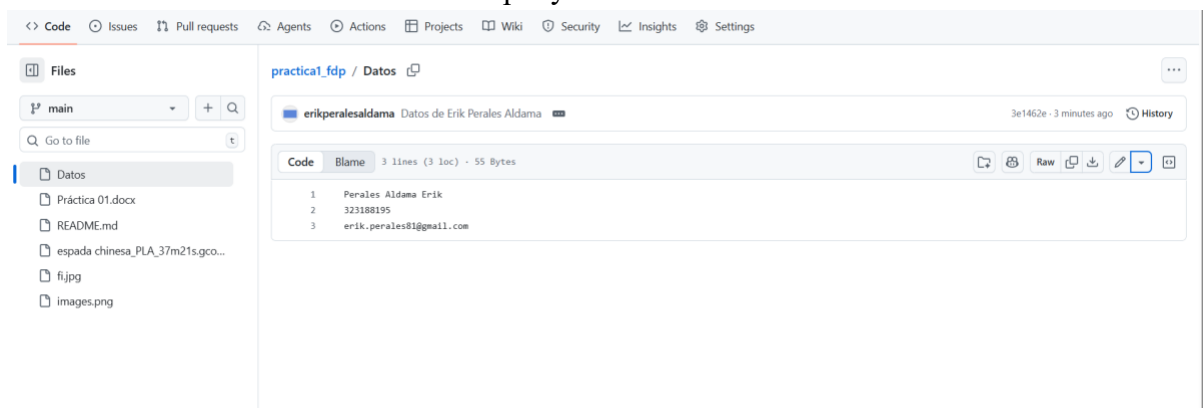 <> Code Issues Pull requests Agents Actions Projects Wiki Security Insights Settings
Files
main
Go to file t
Datos
Práctica 01.docx
README.md
espada chinesa_PLA_37m21s.gco...
fi.jpg
images.png
practica1_fdp / Datos
erikperalesaldama Datos de Erik Perales Aldama 3e1462e · 3 minutes ago History
Code Blame 3 lines (3 loc) · 55 Bytes Raw
1 Perales Aldama Erik
2 323188195
3 erik.perales81@gmail.com